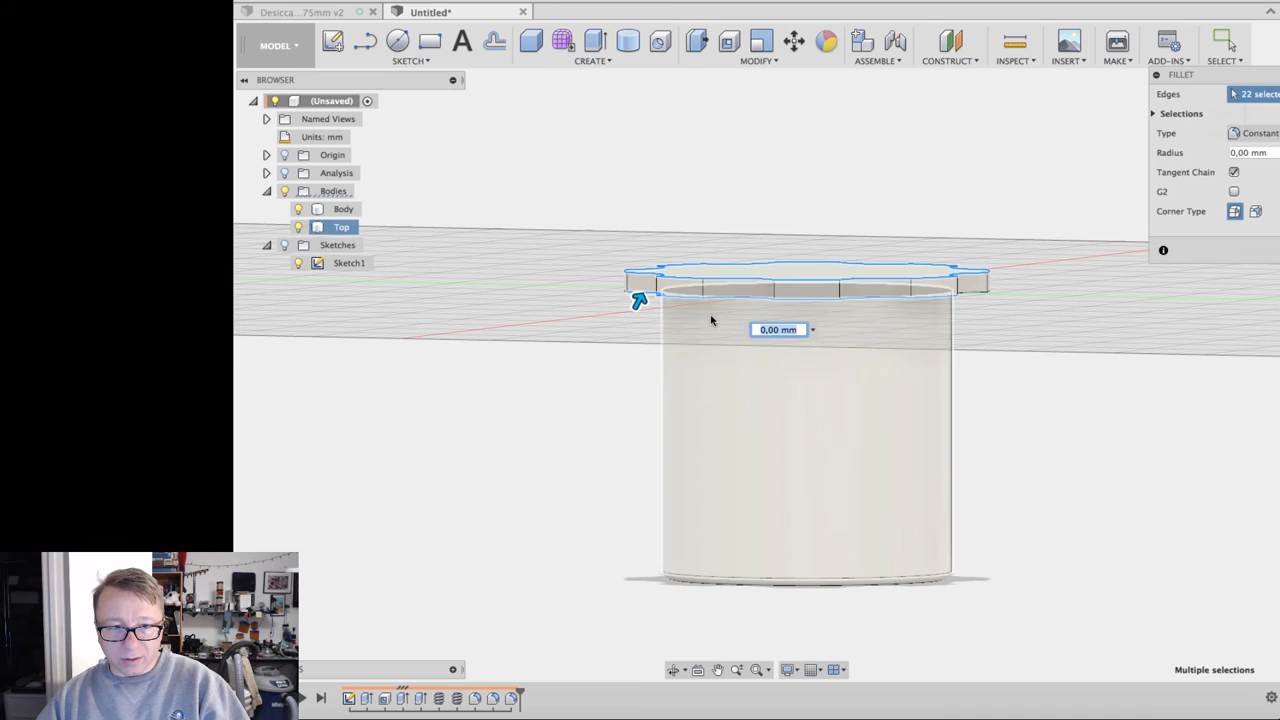 Desicca...75mm v2
Untitled*
MODEL
SKETCH
CREATE
MODIFY
ASSEMBLE
CONSTRUCT
INSPECT
INSERT
MAKE
ADD-INS
SELECT
BROWSER
(Unsaved)
Named Views
Units: mm
Origin
Analysis
Bodies
Body
Top
Sketches
Sketch1
FILLET
Edges 22 selecte
Selections
Type Constant
Radius 0,00 mm
Tangent Chain
G2
Corner Type
0,00 mm
Multiple selections